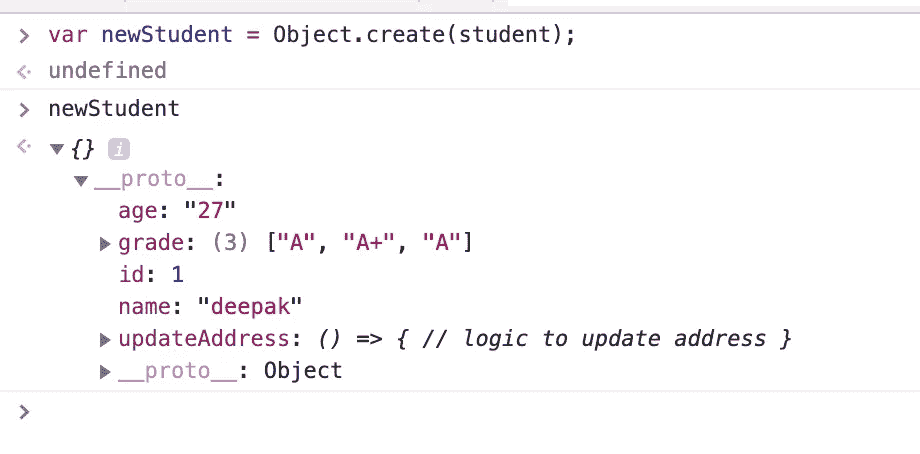 > var newStudent = Object.create(student);
undefined
> newStudent
▼{} i
▼__proto__:
age: "27"
▶grade: (3) ["A", "A+", "A"]
id: 1
name: "deepak"
▶updateAddress: () => { // logic to update address }
▶__proto__: Object
>